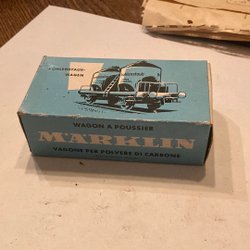 KOHLENSTAUB-
WAGEN
WAGON A POUSSIER
MÄRKLIN
VAGONE PER POLVERE DI CARBONE